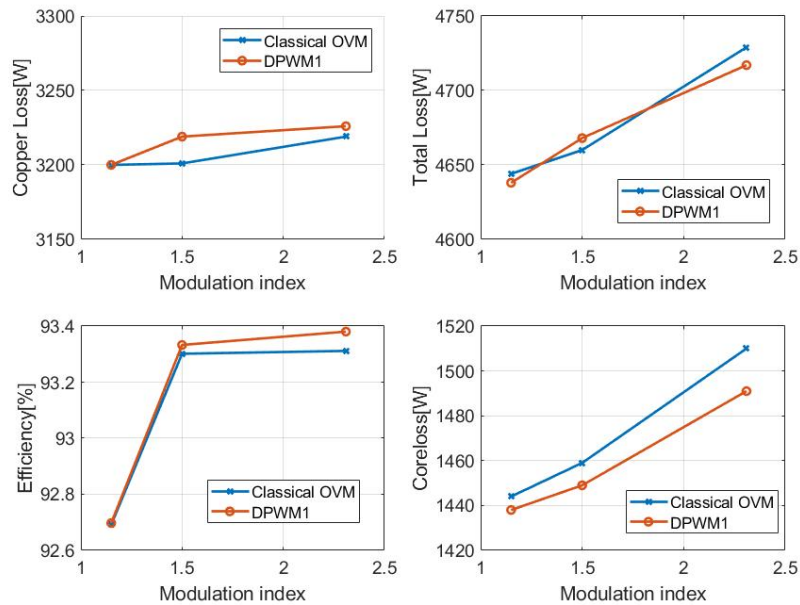 3300
3250
3200
3150
Copper Loss[W]
Classical OVM
DPWM1
1
1.5
2
2.5
Modulation index
4750
4700
4650
4600
Total Loss[W]
Classical OVM
DPWM1
1
1.5
2
2.5
Modulation index
93.4
93.2
93
92.8
92.6
Efficiency[%]
Classical OVM
DPWM1
1
1.5
2
2.5
Modulation index
1520
1500
1480
1460
1440
1420
Coreloss[W]
Classical OVM
DPWM1
1
1.5
2
2.5
Modulation index